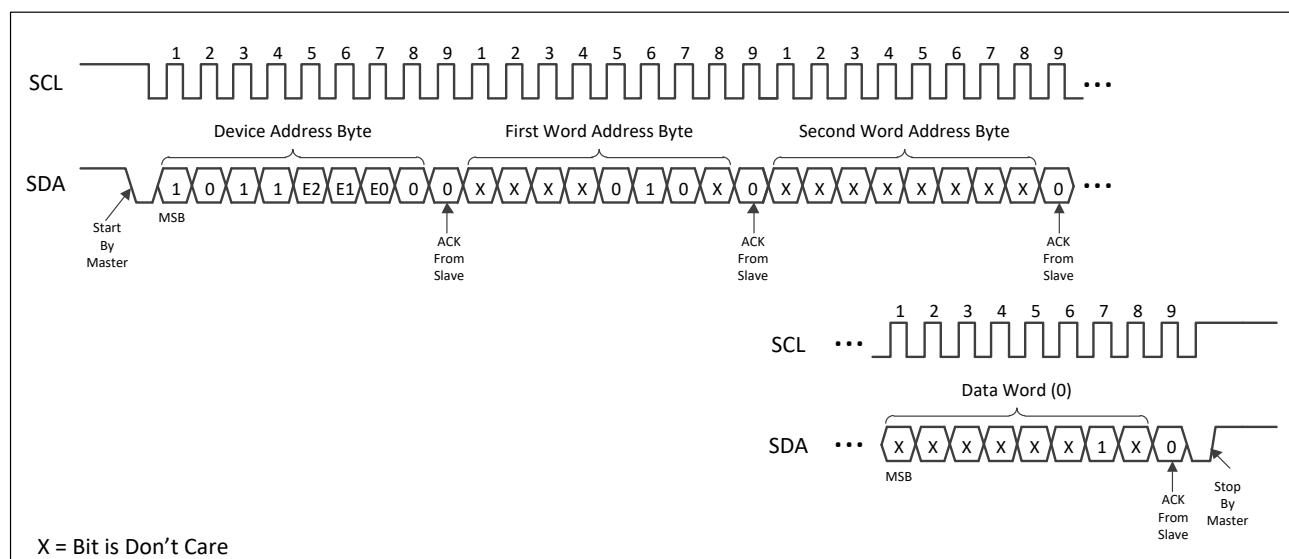 1 2 3 4 5 6 7 8 9 1 2 3 4 5 6 7 8 9 1 2 3 4 5 6 7 8 9
SCL ...
Device Address Byte First Word Address Byte Second Word Address Byte
SDA 1 0 1 1 E2 E1 E0 0 0 X X X X 0 1 0 X 0 X X X X X X X X 0 ...
MSB
Start
By
Master
ACK
From
Slave
ACK
From
Slave
ACK
From
Slave
1 2 3 4 5 6 7 8 9
SCL ...
Data Word (0)
SDA ... X X X X X X 1 X 0
MSB
ACK
From
Slave
Stop
By
Master
X = Bit is Don’t Care